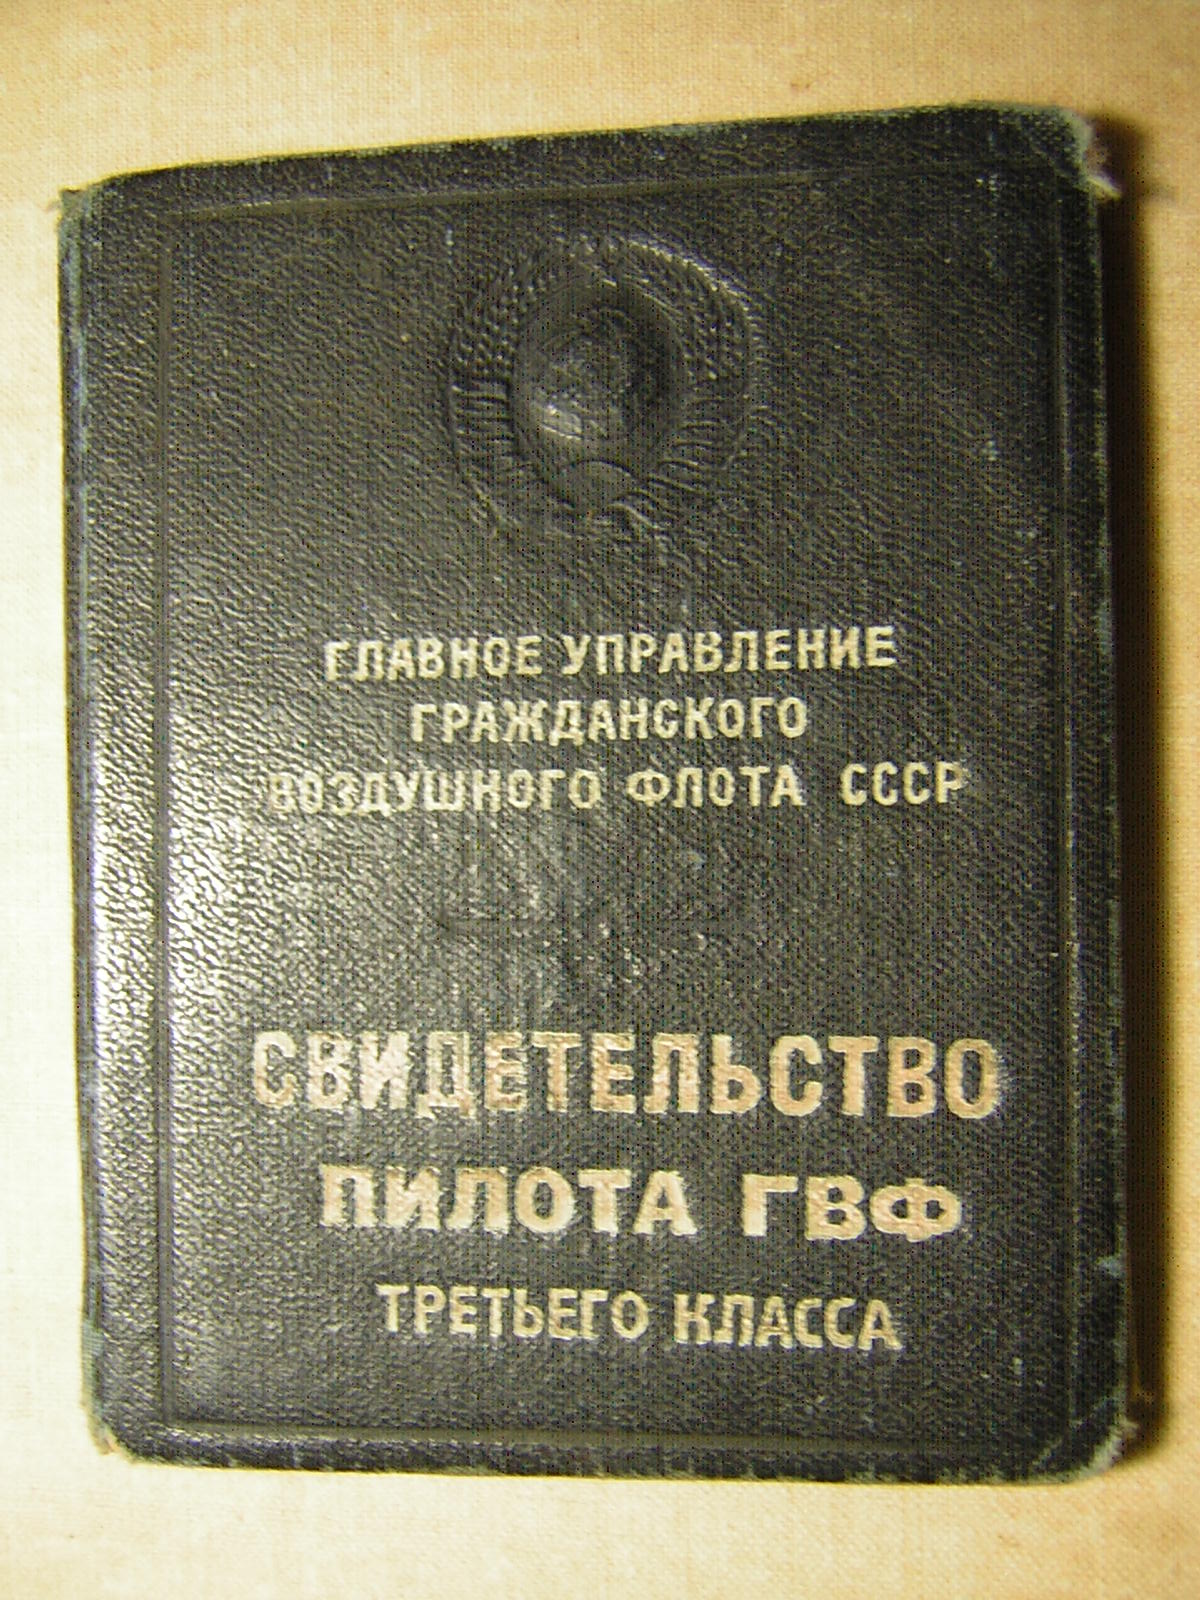 ГЛАВНОЕ УПРАВЛЕНИЕ
ГРАЖДАНСКОГО
ВОЗДУШНОГО ФЛОТА СССР
СВИДЕТЕЛЬСТВО
ПИЛОТА ГВФ
ТРЕТЬЕГО КЛАССА